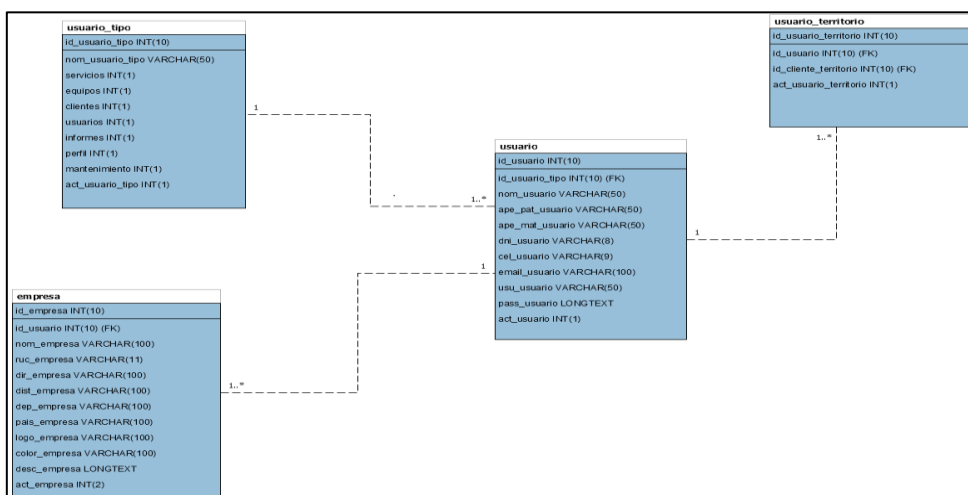 usuario_tipo
id_usuario_tipo INT(10)
nom_usuario_tipo VARCHAR(50)
servicios INT(1)
equipos INT(1)
clientes INT(1)
usuarios INT(1)
informes INT(1)
perfil INT(1)
mantenimiento INT(1)
act_usuario_tipo INT(1)
1
1..*
usuario_territorio
id_usuario_territorio INT(10)
id_usuario INT(10) (FK)
id_cliente_territorio INT(10) (FK)
act_usuario_territorio INT(1)
1..*
1
usuario
id_usuario INT(10)
id_usuario_tipo INT(10) (FK)
nom_usuario VARCHAR(50)
ape_pat_usuario VARCHAR(50)
ape_mat_usuario VARCHAR(50)
dni_usuario VARCHAR(8)
cel_usuario VARCHAR(9)
email_usuario VARCHAR(100)
usu_usuario VARCHAR(50)
pass_usuario LONGTEXT
act_usuario INT(1)
1
1..*
empresa
id_empresa INT(10)
id_usuario INT(10) (FK)
nom_empresa VARCHAR(100)
ruc_empresa VARCHAR(11)
dir_empresa VARCHAR(100)
dist_empresa VARCHAR(100)
dep_empresa VARCHAR(100)
pais_empresa VARCHAR(100)
logo_empresa VARCHAR(100)
color_empresa VARCHAR(100)
desc_empresa LONGTEXT
act_empresa INT(2)